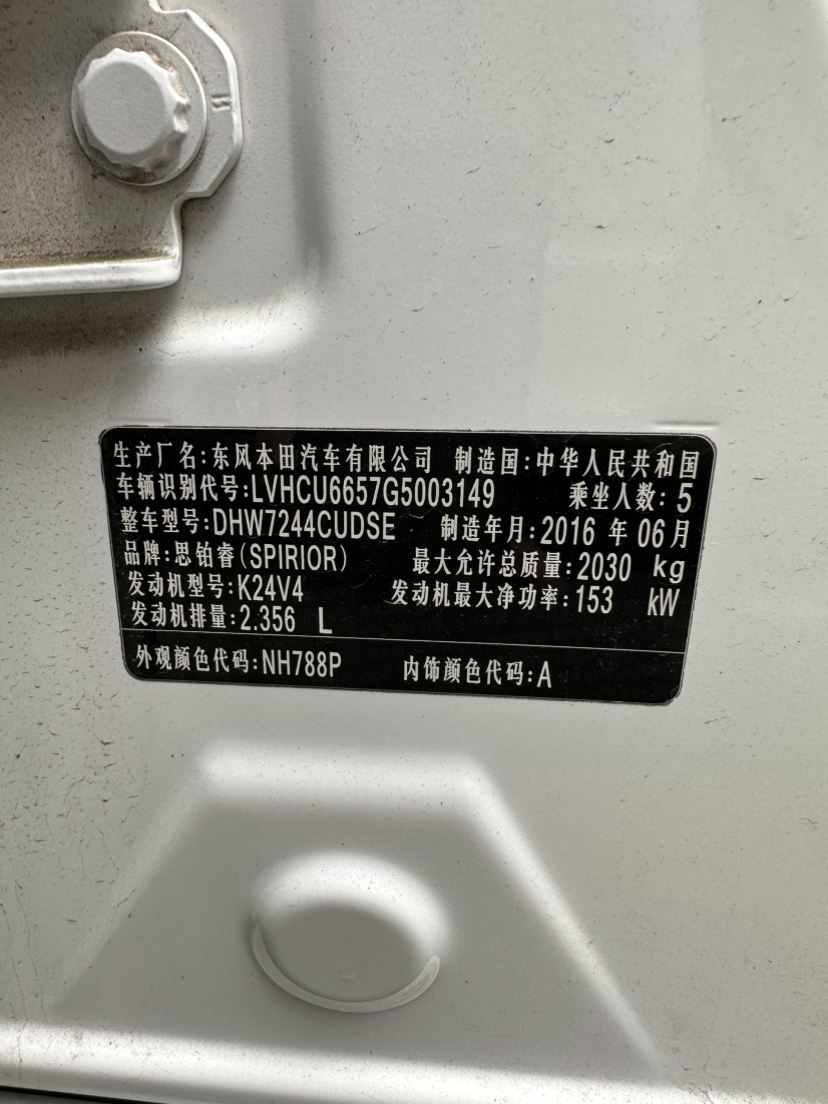 生产厂名:东风本田汽车有限公司 制造国:中华人民共和国
车辆识别代号:LVHCU6657G5003149 乘坐人数:5
整车型号:DHW7244CUDSE 制造年月:2016 年 06月
品牌:思铂睿(SPIRIOR) 最大允许总质量:2030 kg
发动机型号:K24V4 发动机最大净功率:153 kW
发动机排量:2.356 L
外观颜色代码:NH788P 内饰颜色代码:A